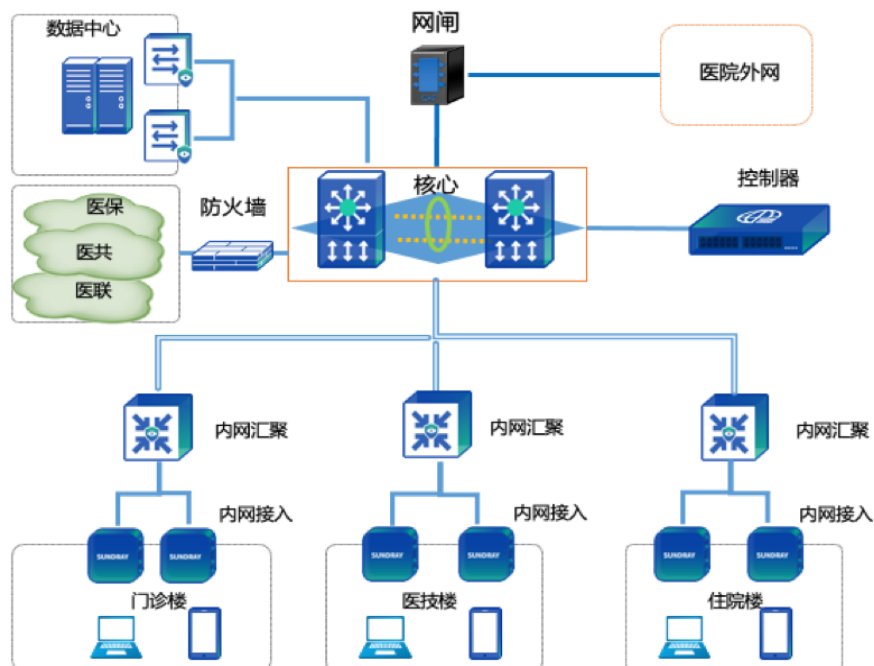 数据中心
网闸
医院外网
核心
控制器
医保
防火墙
医共
医联
内网汇聚
内网汇聚
内网汇聚
内网接入
内网接入
内网接入
SUNDRAY
SUNDRAY
SUNDRAY
SUNDRAY
SUNDRAY
SUNDRAY
门诊楼
医技楼
住院楼